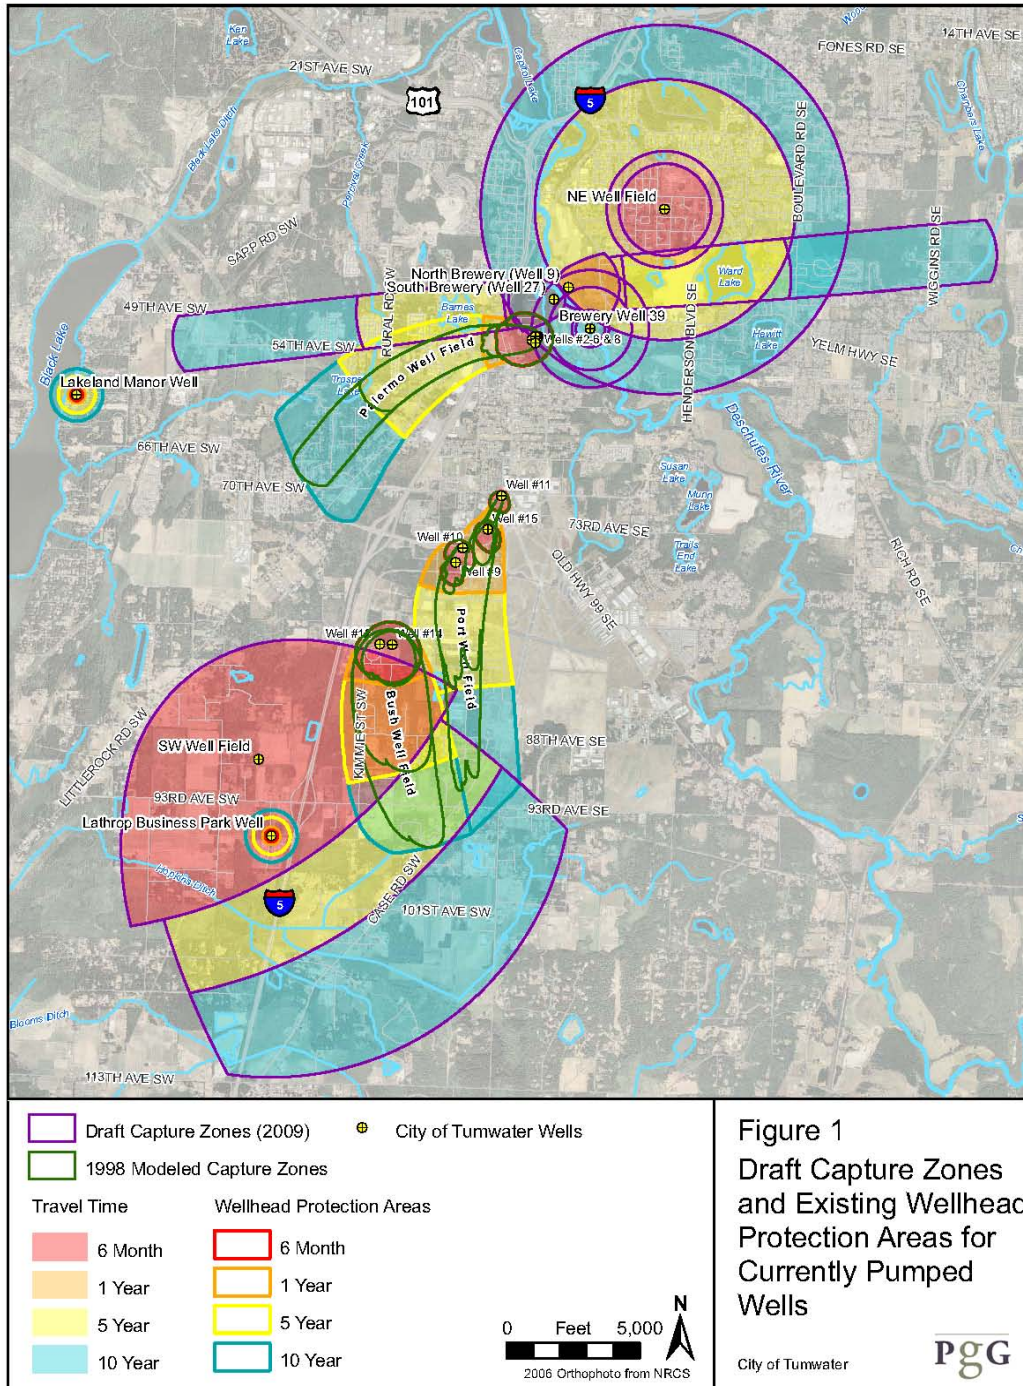 Ker
Lake
21ST AVE SW
101
Capitol Lake
5
FONES RD SE
14TH AVE SE
Chambers Lake
Black Lake Ditch
Percival Creek
SAPP RD SW
NE Well Field
BOULEVARD RD SE
WIGGINS RD SE
49TH AVE SW
RURAL RD SW
North Brewery (Well 9)
South Brewery (Well 27)
Ward
Lake
Barnes
Lake
Brewery Well 39
54TH AVE SW
Wells #2-6 & 8
HENDERSON BLVD SE
Hewitt
Lake
YELM HWY SE
Black Lake
Lakeland Manor Well
Trosper
Lake
Palermo Well Field
66TH AVE SW
Deschutes River
70TH AVE SW
Susan
Lake
Munn
Lake
Well #11
Well #15
73RD AVE SE
Well #10
Trails
End
Lake
Well #9
OLD HWY 99 SE
RICH RD SE
Port Well Field
Well #14
Bush Well Field
KIMMIE ST SW
LITTLEROCK RD SW
SW Well Field
88TH AVE SE
93RD AVE SW
93RD AVE SE
Lathrop Business Park Well
Hopkins Ditch
CASE RD SW
5
101ST AVE SW
Blooms Ditch
113TH AVE SW
Draft Capture Zones (2009)
City of Tumwater Wells
1998 Modeled Capture Zones
Travel Time
Wellhead Protection Areas
6 Month
6 Month
1 Year
1 Year
5 Year
5 Year
10 Year
10 Year
N
0 Feet 5,000
2006 Orthophoto from NRCS
Figure 1
Draft Capture Zones
and Existing Wellhead
Protection Areas for
Currently Pumped
Wells
City of Tumwater
PgG